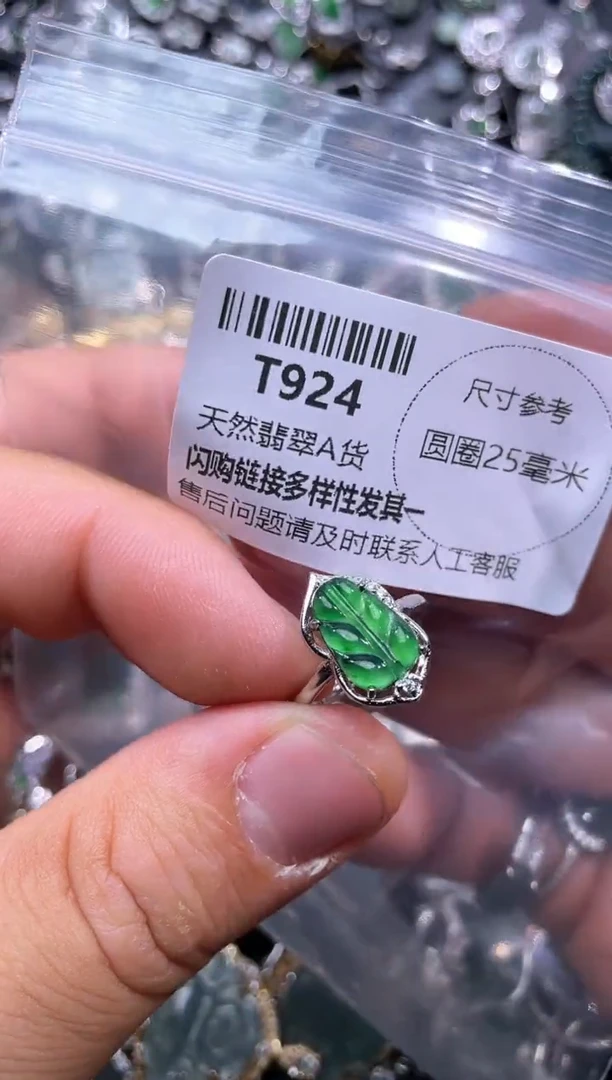 T924
天然翡翠A货
闪购链接多样性发其一
售后问题请及时联系人工客服
尺寸参考
圆圈25毫米